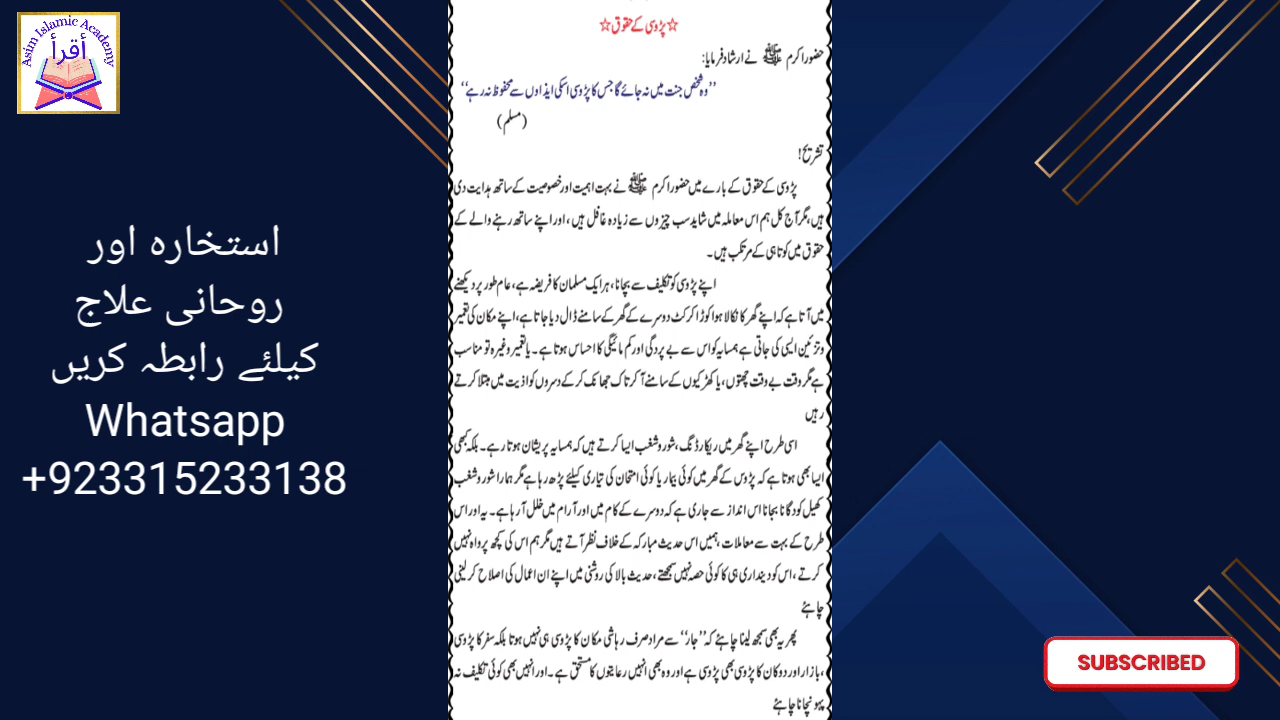 Asim Islamic Academy
أقرأ
استخارہ اور
روحانی علاج
کیلئے رابطہ کریں
Whatsapp
+923315233138
☆پڑوسی کے حقوق☆
حضور اکرم ﷺ نے ارشاد فرمایا:
’’وہ شخص جنت میں نہ جائے گا جس کا پڑوسی اسکی ایذاوں سے محفوظ نہ رہے‘‘
(مسلم)
تشریح!
پڑوسی کے حقوق کے بارے میں حضور اکرم ﷺ نے بہت اہمیت اور خصوصیت کے ساتھ ہدایت دی
ہیں، مگر آج کل ہم اس معاملہ میں شاید سب چیزوں سے زیادہ غافل ہیں، اور اپنے ساتھ رہنے والے کے
حقوق میں کوتاہی کے مرتکب ہیں۔
اپنے پڑوسی کو تکلیف سے بچانا، ہر ایک مسلمان کا فریضہ ہے، عام طور پر دیکھنے
میں آتا ہے کہ اپنے گھر کا نکالا ہوا کوڑا کرکٹ دوسرے کے گھر کے سامنے ڈال دیا جاتا ہے، اپنے مکان کی تعمیر
وتزئین ایسی کی جاتی ہے ہمسایہ کو اس سے بے پردگی اور کم مائیگی کا احساس ہوتا ہے۔ یا تعمیر وغیرہ تو مناسب
ہے مگر وقت بے وقت چھتوں، یا کھڑکیوں کے سامنے آ کر تاک جھانک کر کے دسروں کو اذیت میں مبتلا کرتے
رہیں
اسی طرح اپنے گھر میں ریکارڈنگ، شور وشغب ایسا کرتے ہیں کہ ہمسایہ پریشان ہوتا رہے۔ بلکہ کبھی
ایسا بھی ہوتا ہے کہ پڑوس کے گھر میں کوئی بیمار یا کوئی امتحان کی تیاری کیلئے پڑھ رہا ہے مگر ہمارا شور وشغب
کھیل کود گانا بجانا اس انداز سے جاری ہے کہ دوسرے کے کام میں اور آرام میں خلل آ رہا ہے۔ یہ اور اس
طرح کے بہت سے معاملات، ہمیں اس حدیث مبارکہ کے خلاف نظر آتے ہیں مگر ہم اس کی کچھ پرواہ نہیں
کرتے، اس کو دینداری ہی کا کوئی حصہ نہیں سمجھتے، حدیث بالا کی روشنی میں اپنے ان اعمال کی اصلاح کر لینی
چاہئے
پھر یہ بھی سمجھ لینا چاہئے کہ ’’جار‘‘ سے مراد صرف رہائشی مکان کا پڑوسی ہی نہیں ہوتا بلکہ سفر کا پڑوسی
، بازار اور دوکان کا پڑوسی بھی پڑوسی ہے اور وہ بھی انہیں رعایتوں کا مستحق ہے۔ اور انہیں بھی کوئی تکلیف نہ
پہونچانا چاہئے
SUBSCRIBED